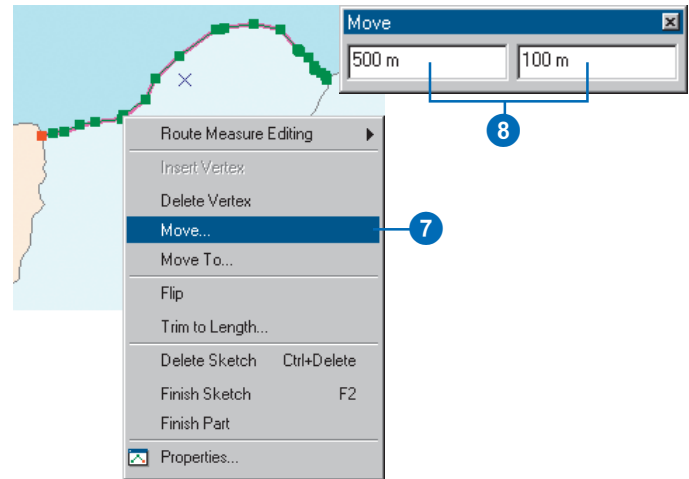 Move
500 m 100 m
8
Route Measure Editing
Insert Vertex
Delete Vertex
Move...
7
Move To...
Flip
Trim to Length...
Delete Sketch Ctrl+Delete
Finish Sketch F2
Finish Part
Properties...